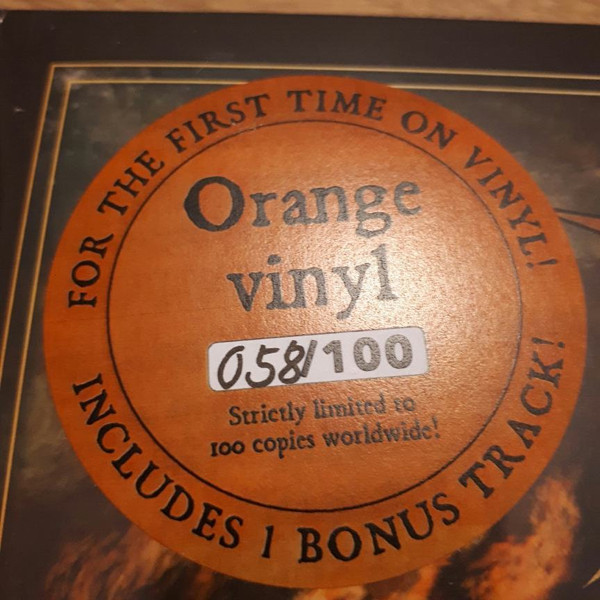 FOR THE FIRST TIME ON VINYL!
Orange
vinyl
058/100
Strictly limited to
100 copies worldwide!
INCLUDES 1 BONUS TRACK!